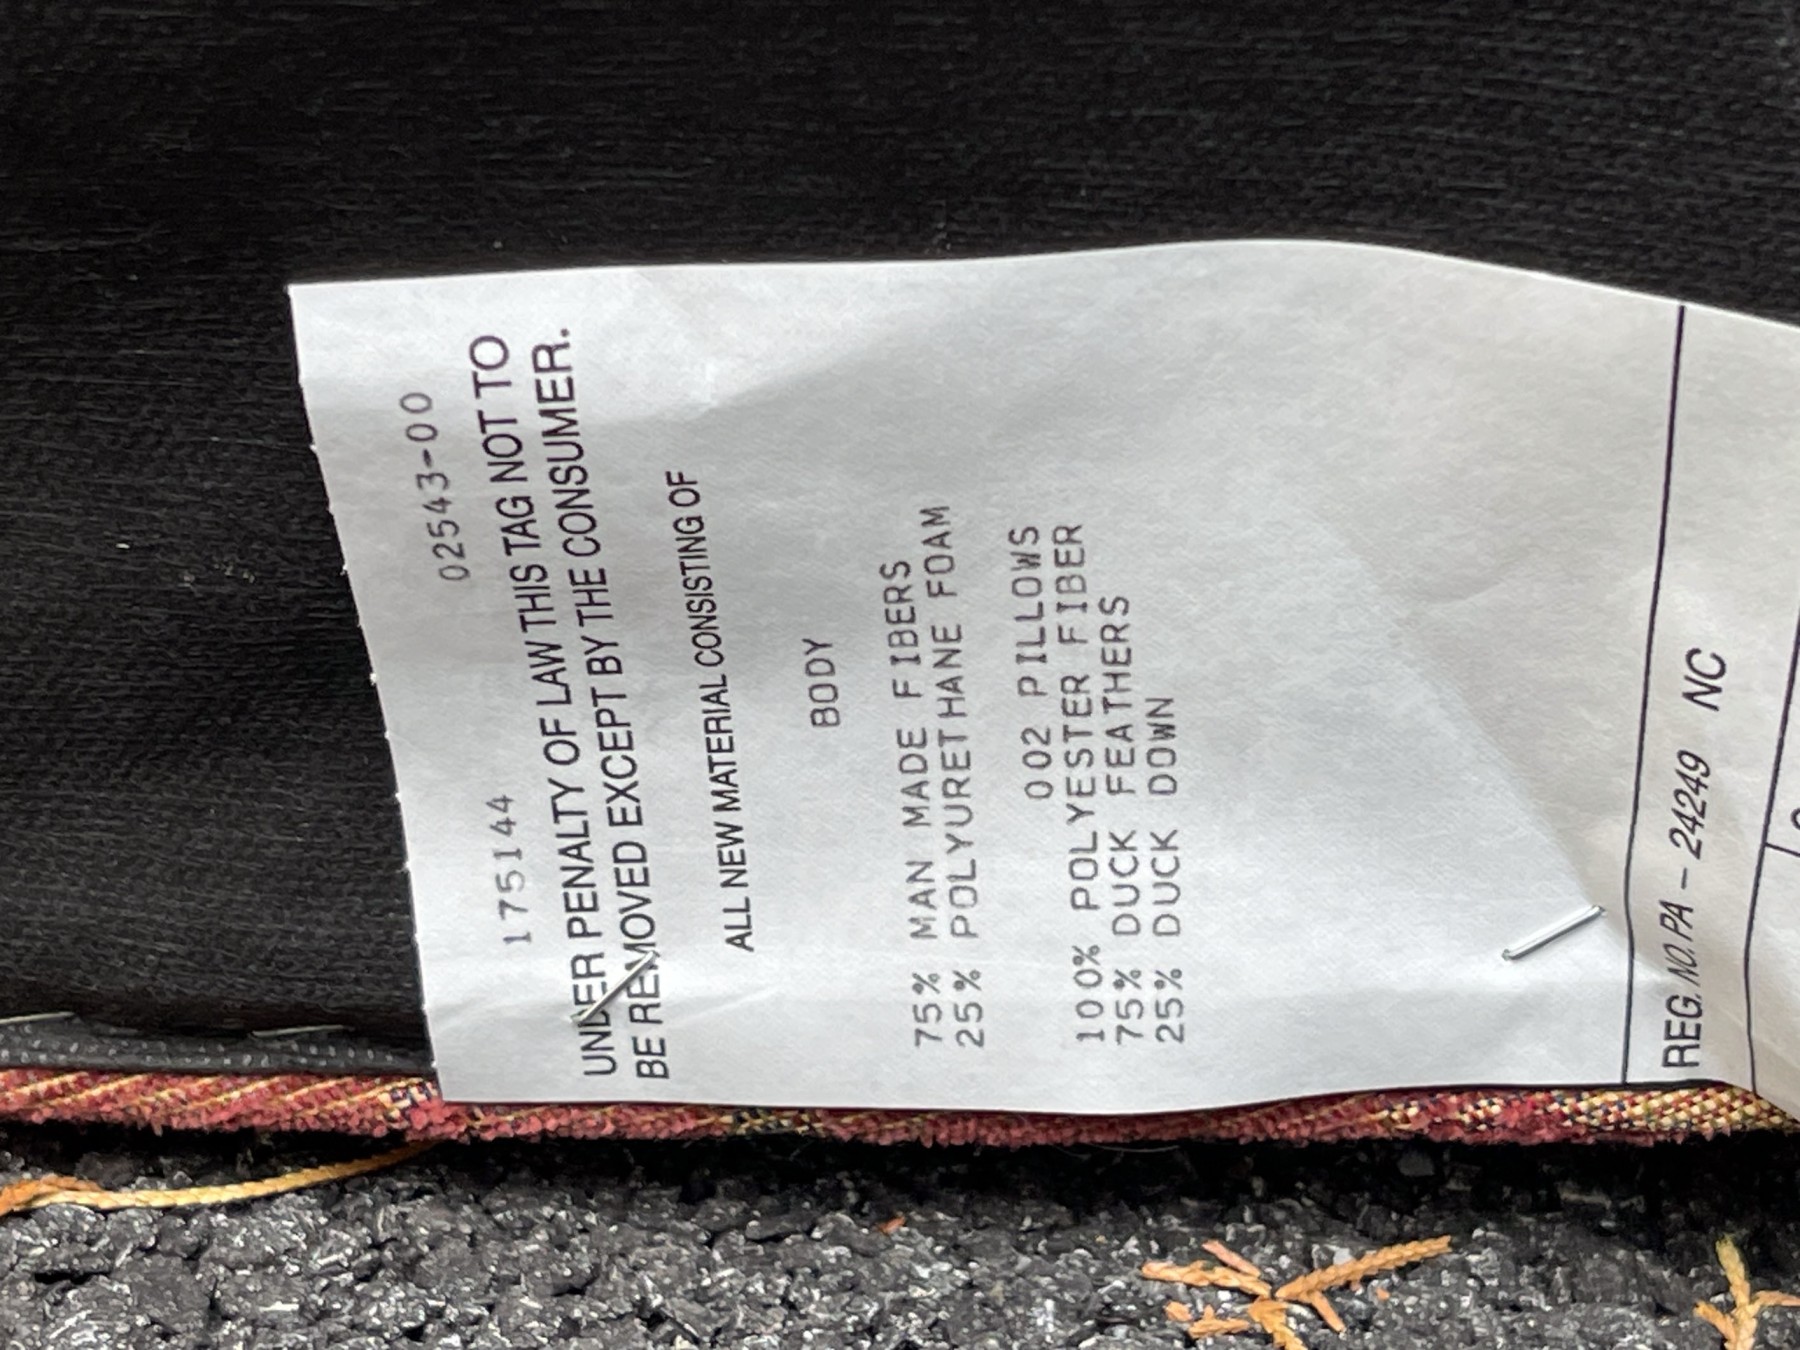 175144 02543-00
UNDER PENALTY OF LAW THIS TAG NOT TO
BE REMOVED EXCEPT BY THE CONSUMER.
ALL NEW MATERIAL CONSISTING OF
BODY
75% MAN MADE FIBERS
25% POLYURETHANE FOAM
002 PILLOWS
100% POLYESTER FIBER
75% DUCK FEATHERS
25% DUCK DOWN
REG. NO. PA - 24249 NC